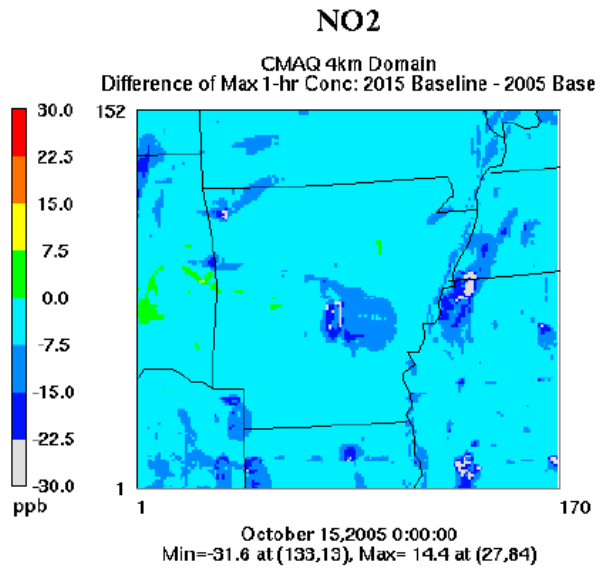 NO2
CMAQ 4km Domain
Difference of Max 1-hr Conc: 2015 Baseline - 2005 Base
152
30.0
22.5
15.0
7.5
0.0
-7.5
-15.0
-22.5
-30.0
ppb
1
1
170
October 15,2005 0:00:00
Min=-31.6 at (133,13), Max= 14.4 at (27,84)